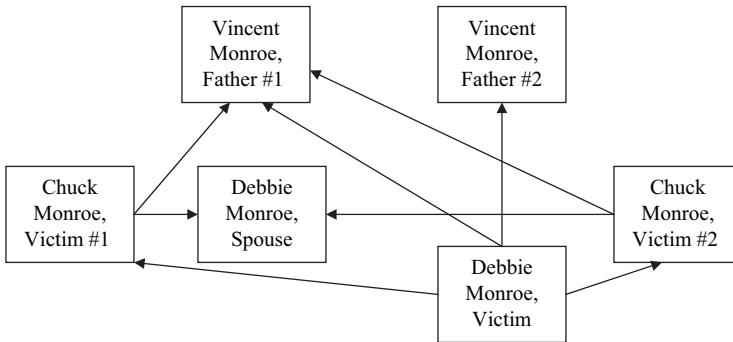 Vincent
Monroe,
Father #1
Vincent
Monroe,
Father #2
Chuck
Monroe,
Victim #1
Debbie
Monroe,
Spouse
Chuck
Monroe,
Victim #2
Debbie
Monroe,
Victim